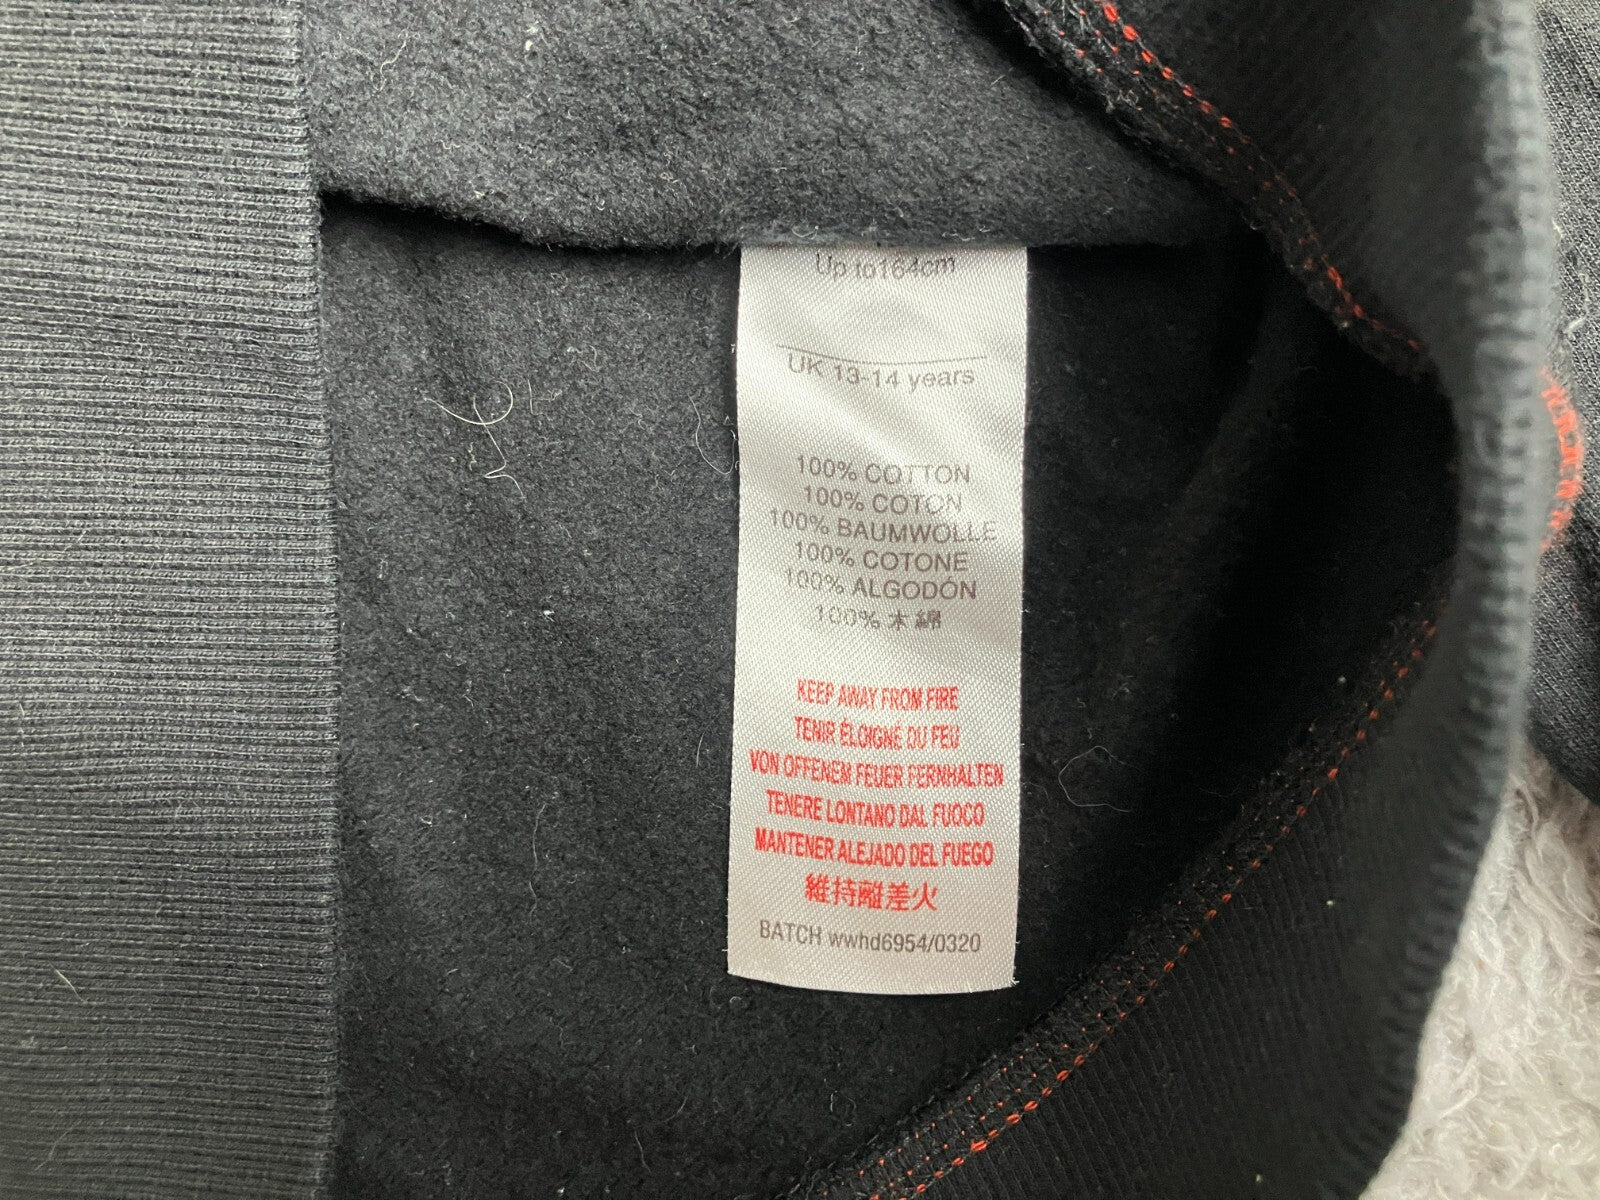 Up to164cm
UK 13-14 years
100% COTTON
100% COTON
100% BAUMWOLLE
100% COTONE
100% ALGODÓN
100% 木綿
KEEP AWAY FROM FIRE
TENIR ÉLOIGNE DU FEU
VON OFFENEM FEUER FERNHALTEN
TENERE LONTANO DAL FUOCO
MANTENER ALEJADO DEL FUEGO
維持離差火
BATCH wwhd6954/0320